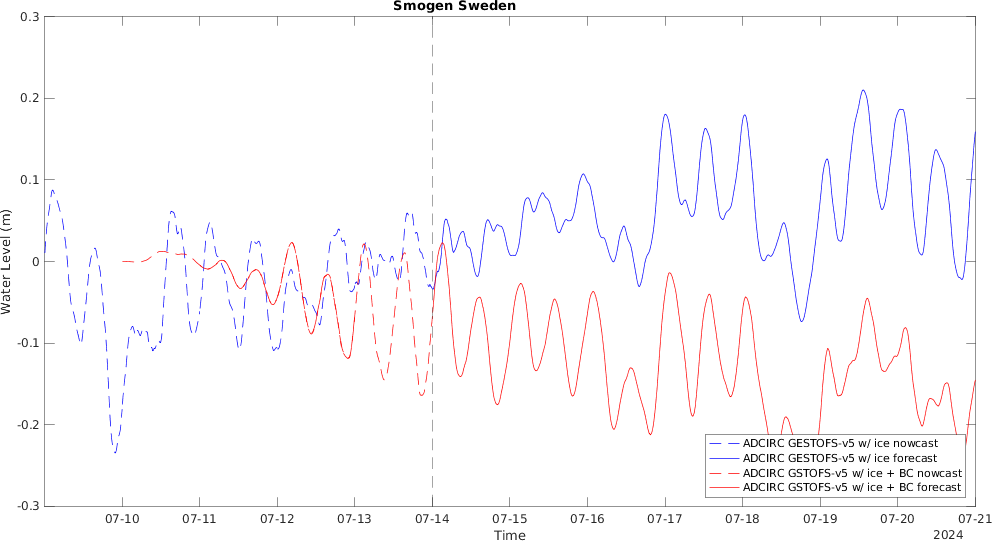 Smogen Sweden
0.3
0.2
0.1
0
-0.1
-0.2
-0.3
Water Level (m)
07-10 07-11 07-12 07-13 07-14 07-15 07-16 07-17 07-18 07-19 07-20 07-21
Time
2024
ADCIRC GESTOFS-v5 w/ ice nowcast
ADCIRC GESTOFS-v5 w/ ice forecast
ADCIRC GSTOFS-v5 w/ ice + BC nowcast
ADCIRC GSTOFS-v5 w/ ice + BC forecast